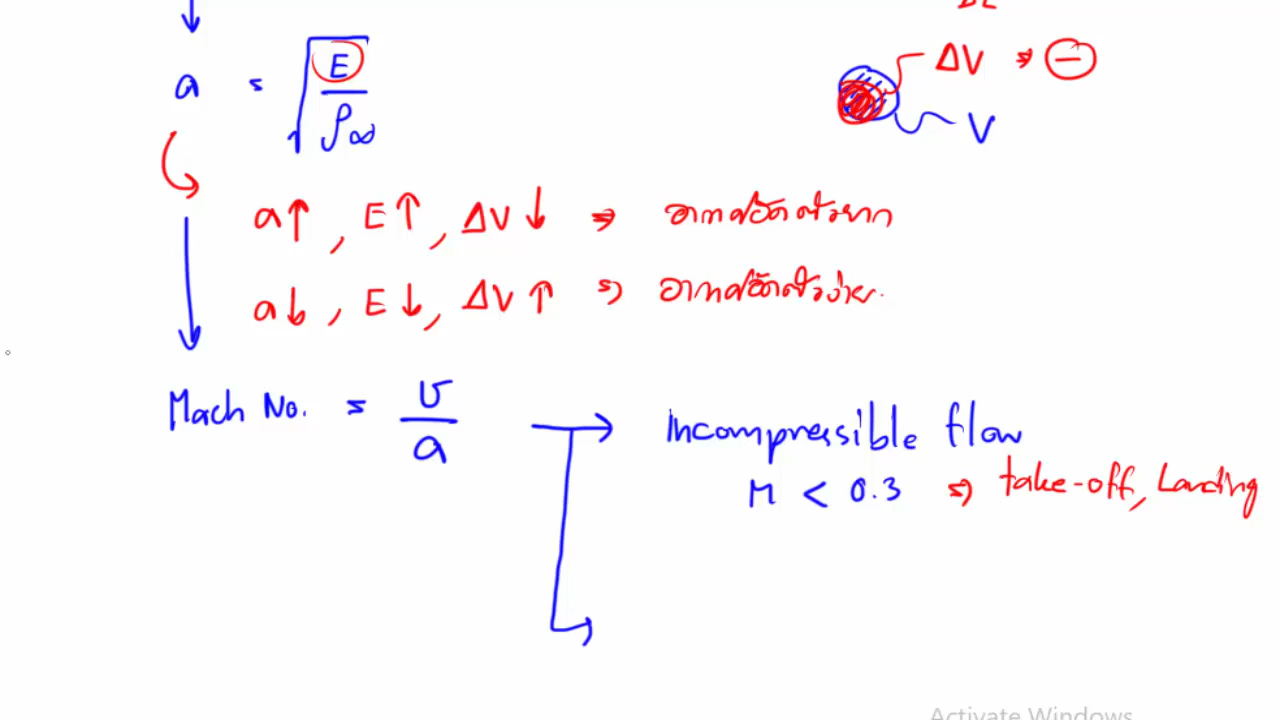 ΔV ⇒ ⊖
a = √(E/ρ∞)
V
a↑, E↑, ΔV↓ ⇒ อากาศอัดตัวยาก
a↓, E↓, ΔV↑ ⇒ อากาศอัดตัวง่าย
Mach No. = v/a → Incompressible flow
M < 0.3 ⇒ take-off, Landing
Activate Windows